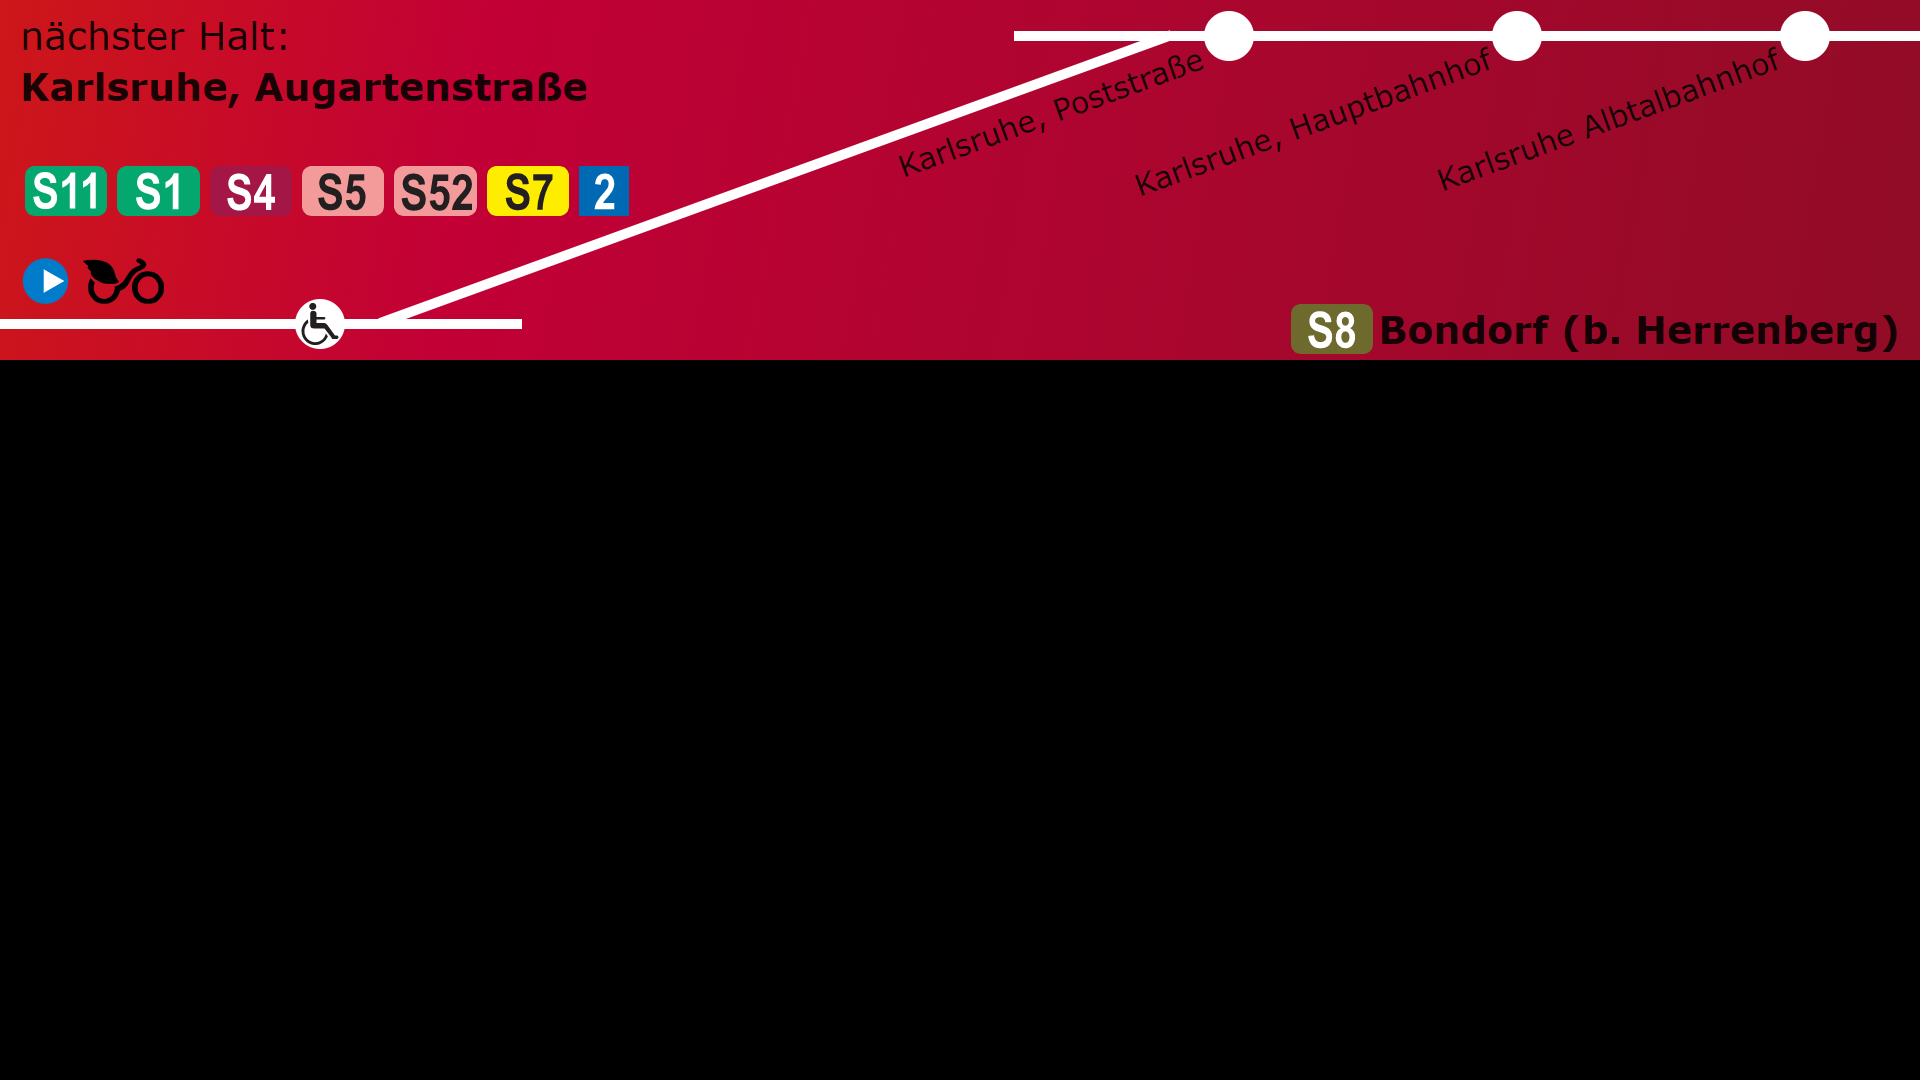 nächster Halt:
Karlsruhe, Augartenstraße
S11 S1 S4 S5 S52 S7 2
Karlsruhe, Poststraße
Karlsruhe, Hauptbahnhof
Karlsruhe Albtalbahnhof
S8 Bondorf (b. Herrenberg)